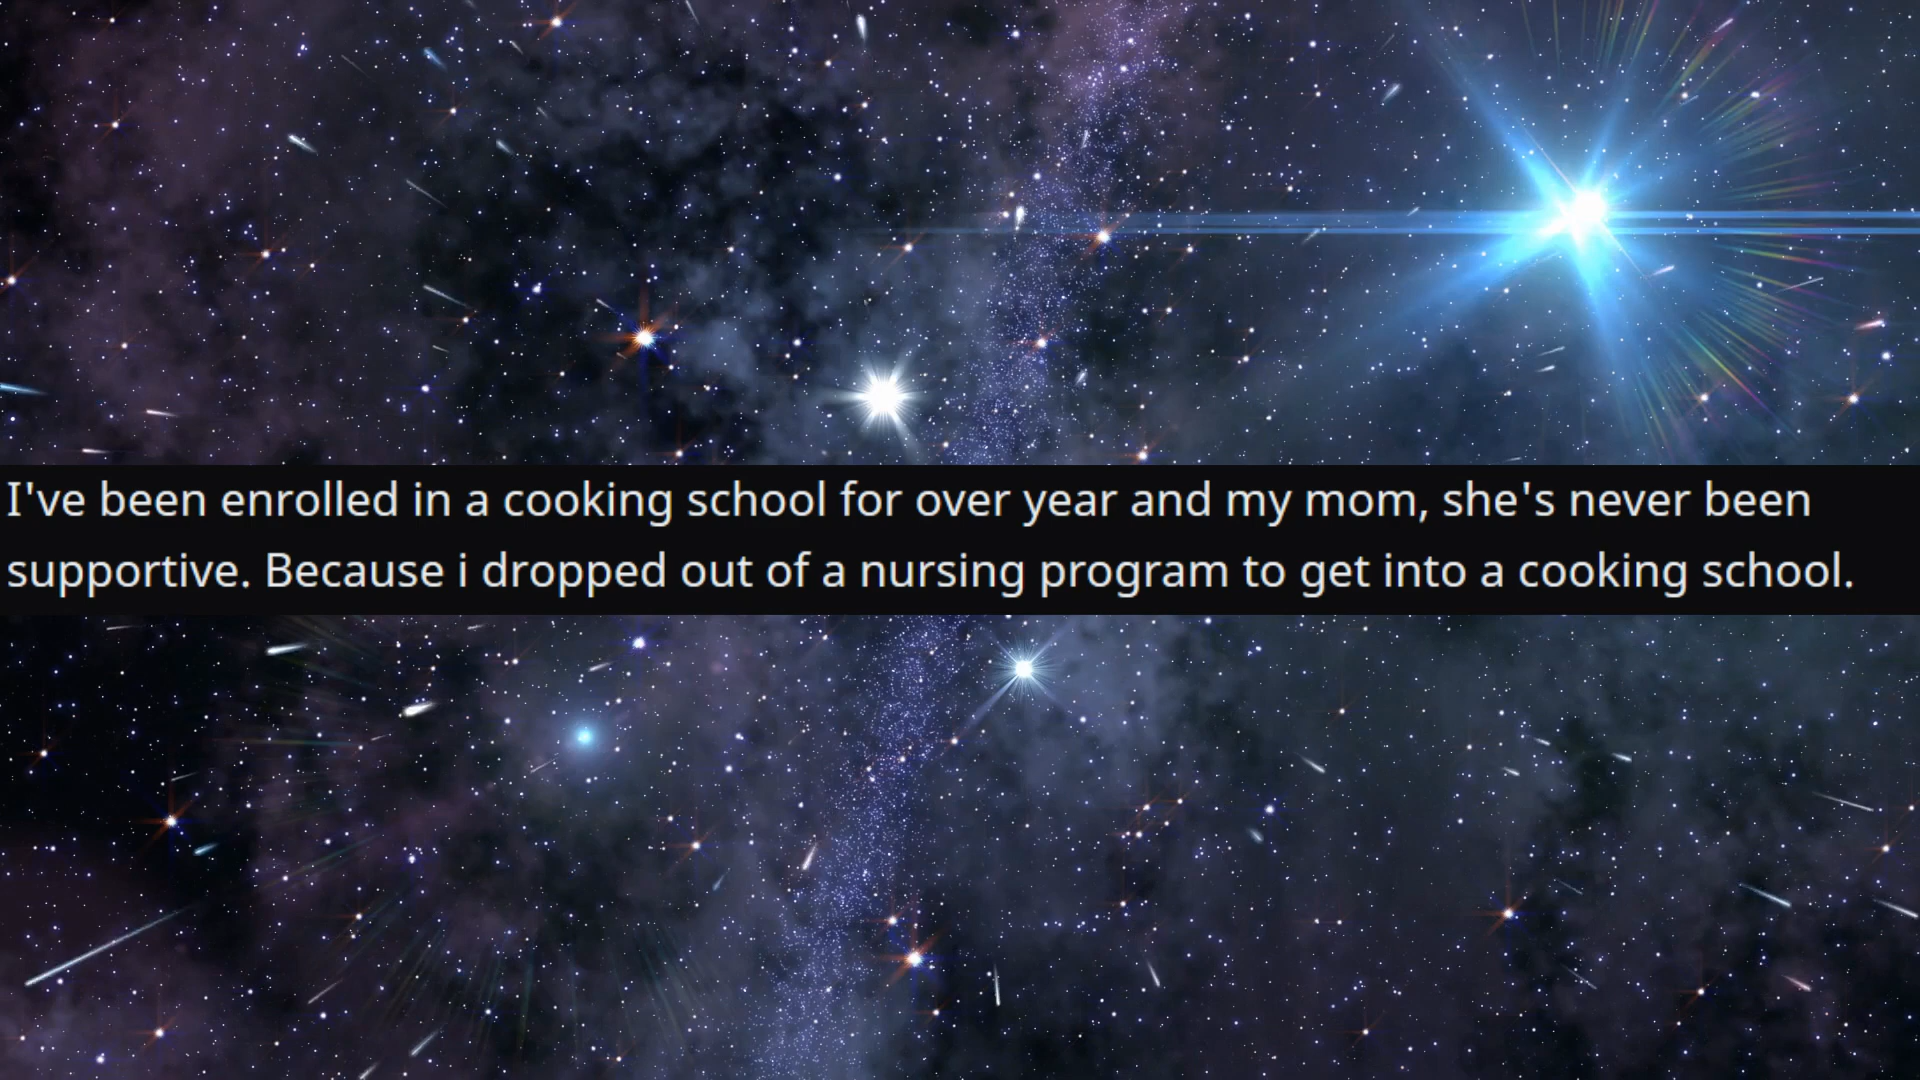 I've been enrolled in a cooking school for over year and my mom, she's never been
supportive. Because i dropped out of a nursing program to get into a cooking school.